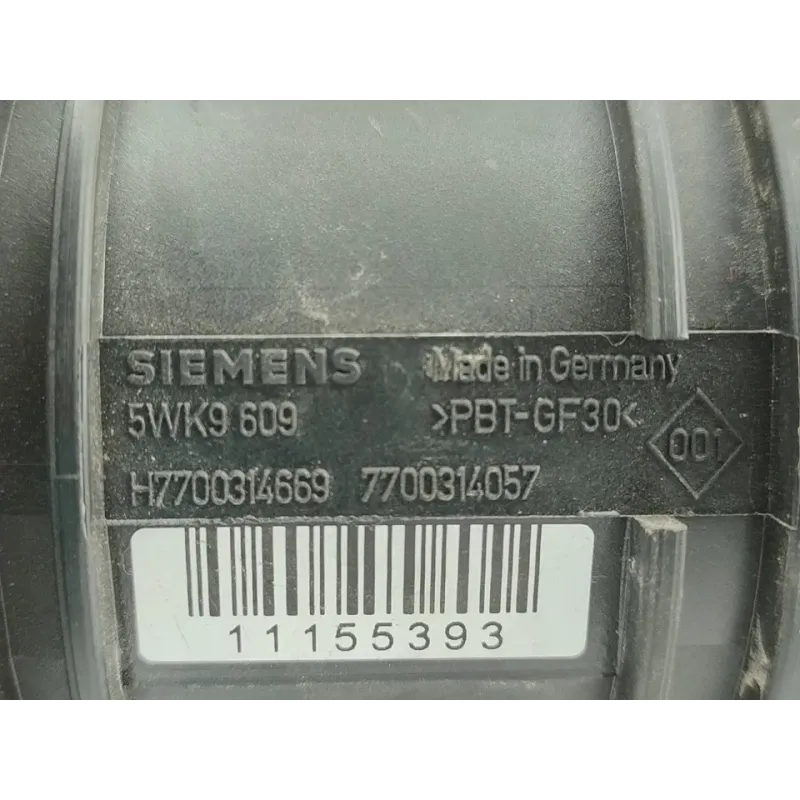 SIEMENS Made in Germany
5WK9 609 >PBT-GF30< 001
H7700314669 7700314057
11155393